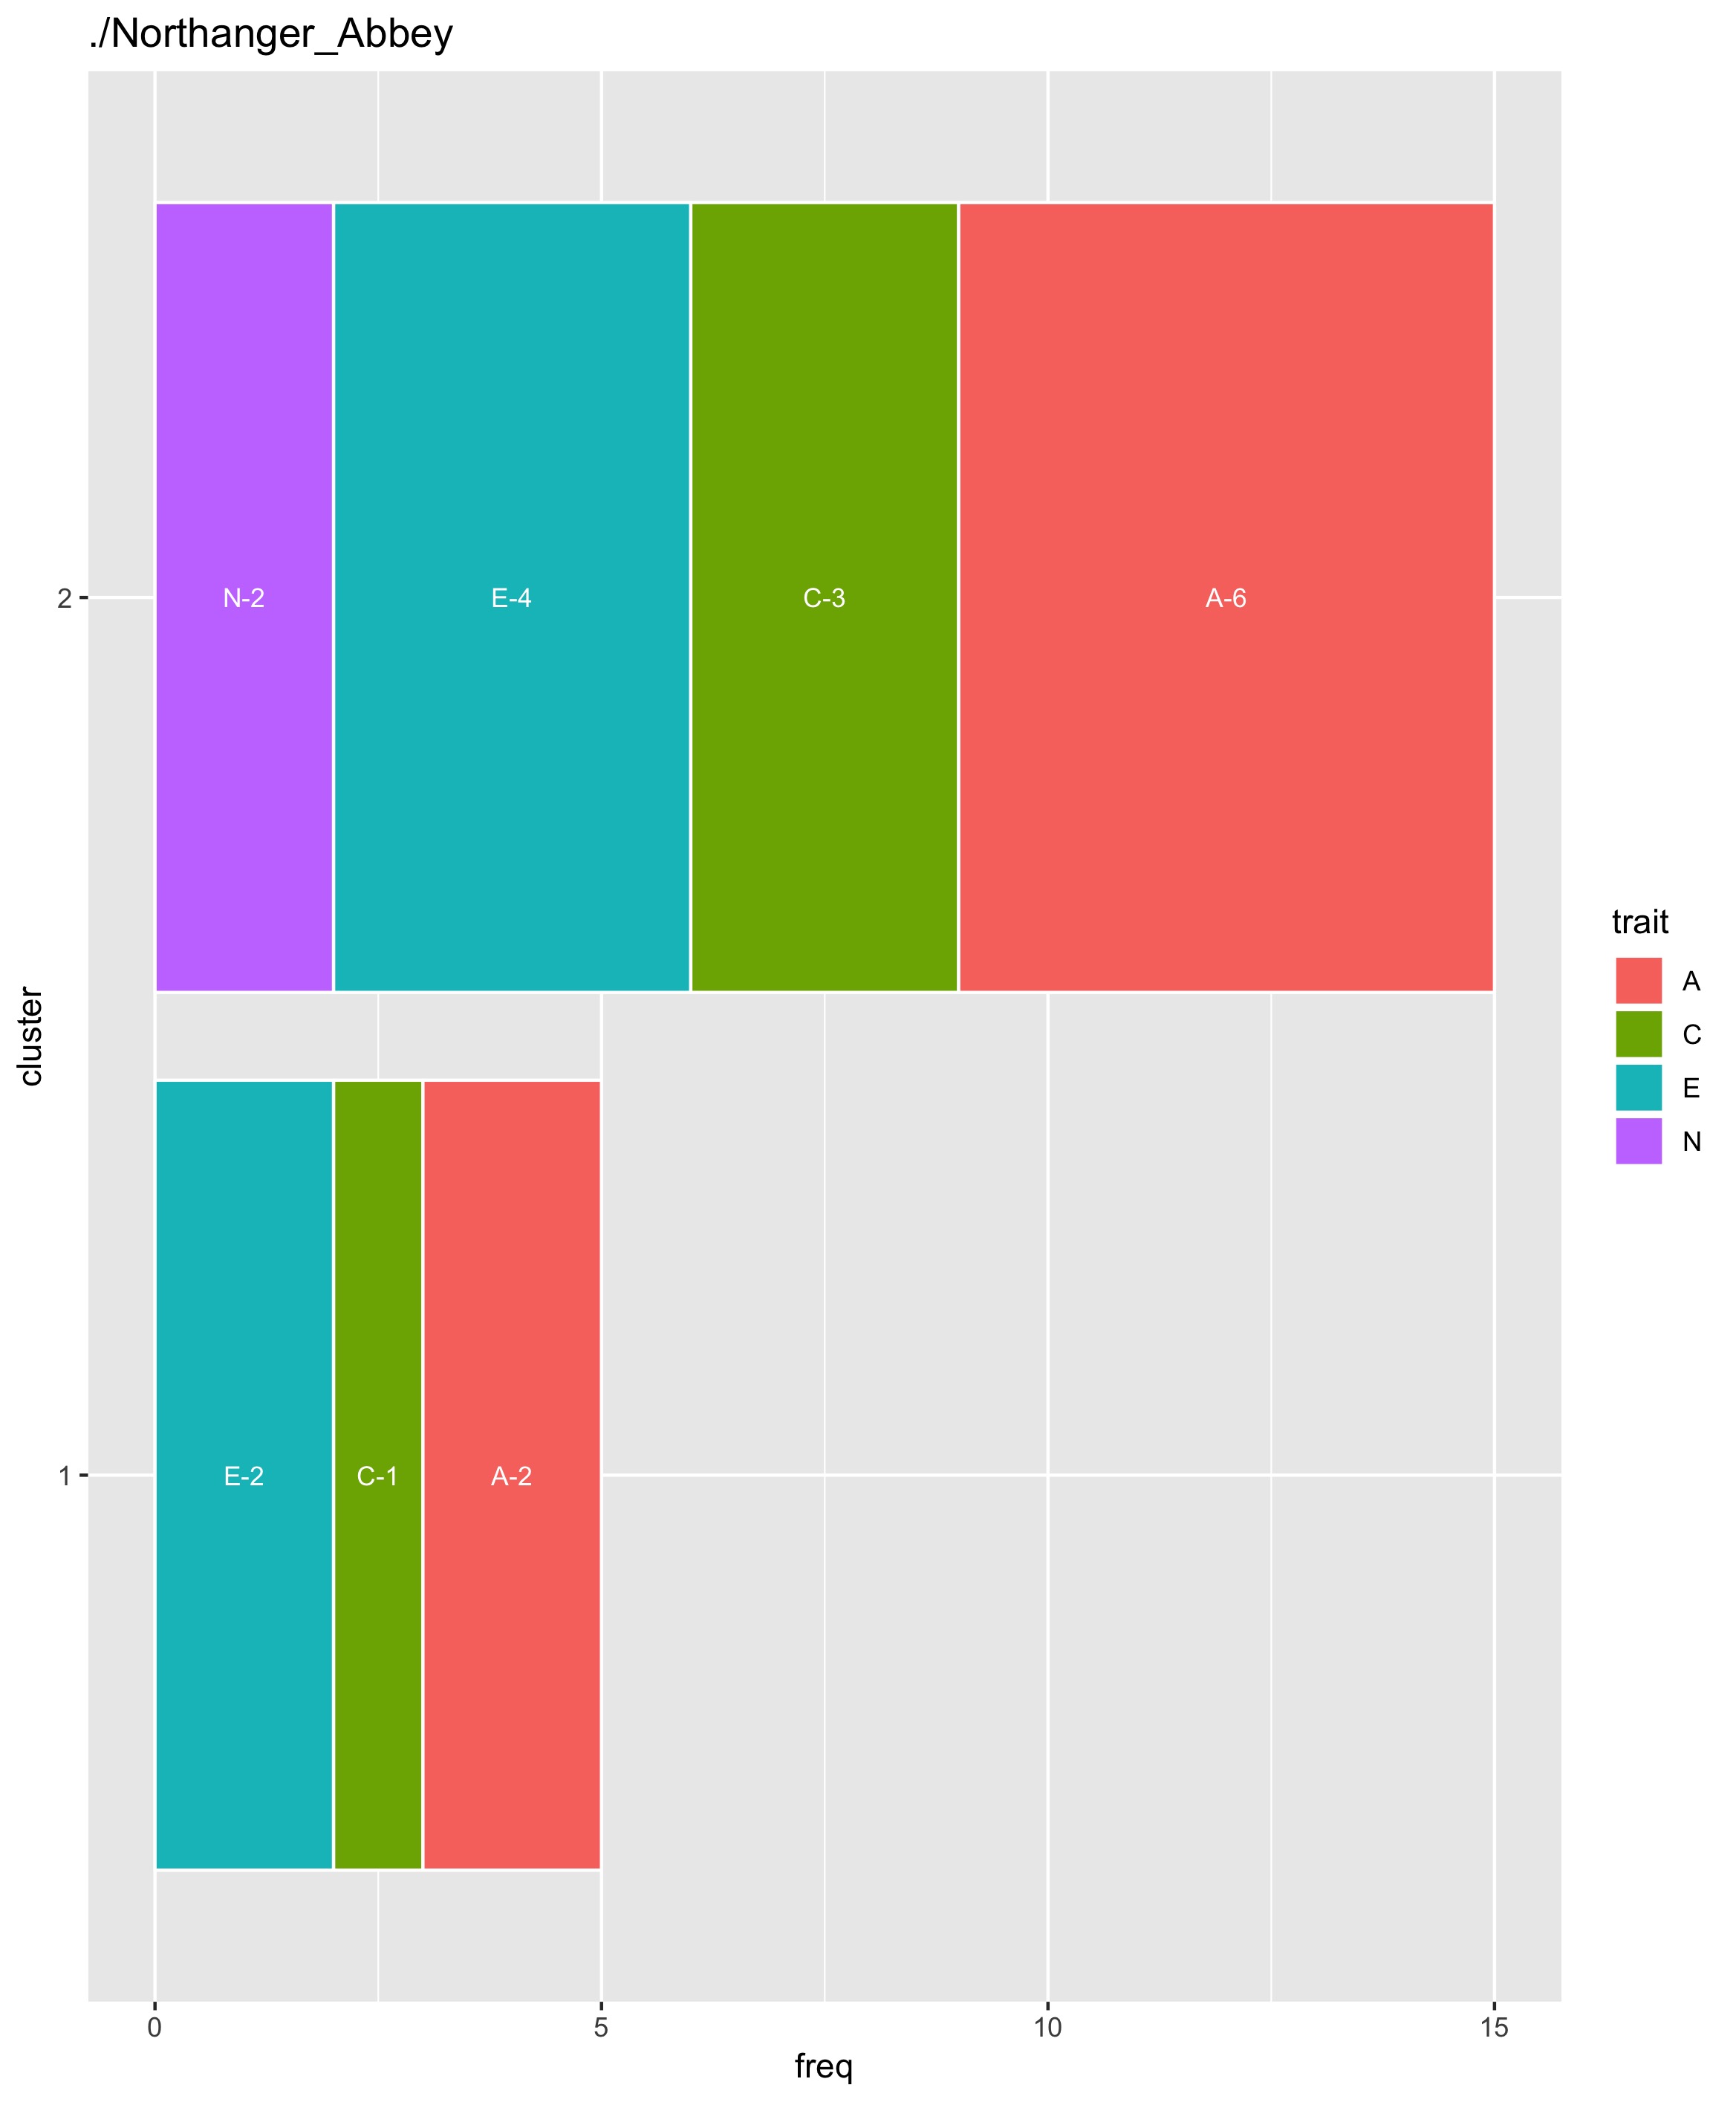 ./Northanger_Abbey
2
N-2
E-4
C-3
A-6
cluster
1
E-2
C-1
A-2
0
5
10
15
freq
trait
A
C
E
N